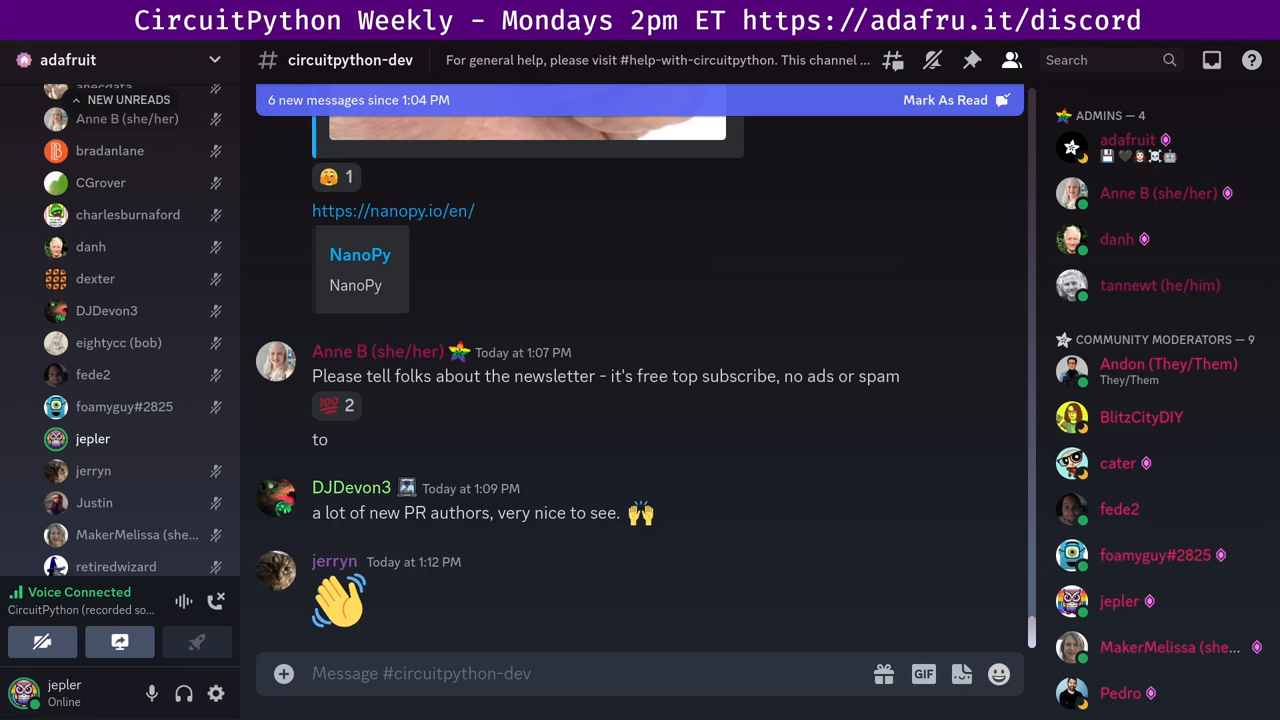 CircuitPython Weekly - Mondays 2pm ET https://adafru.it/discord
adafruit
anecdata
NEW UNREADS
Anne B (she/her)
bradanlane
CGrover
charlesburnaford
danh
dexter
DJDevon3
eightycc (bob)
fede2
foamyguy#2825
jepler
jerryn
Justin
MakerMelissa (she...
retiredwizard
Voice Connected
CircuitPython (recorded so...
jepler
Online
circuitpython-dev
For general help, please visit #help-with-circuitpython. This channel ...
Search
6 new messages since 1:04 PM
Mark As Read
1
https://nanopy.io/en/
NanoPy
NanoPy
Anne B (she/her) Today at 1:07 PM
Please tell folks about the newsletter - it's free top subscribe, no ads or spam
💯 2
to
DJDevon3 Today at 1:09 PM
a lot of new PR authors, very nice to see. 🙌
jerryn Today at 1:12 PM
👋
Message #circuitpython-dev
GIF
ADMINS — 4
adafruit
Anne B (she/her)
danh
tannewt (he/him)
COMMUNITY MODERATORS — 9
Andon (They/Them)
They/Them
BlitzCityDIY
cater
fede2
foamyguy#2825
jepler
MakerMelissa (she...
Pedro